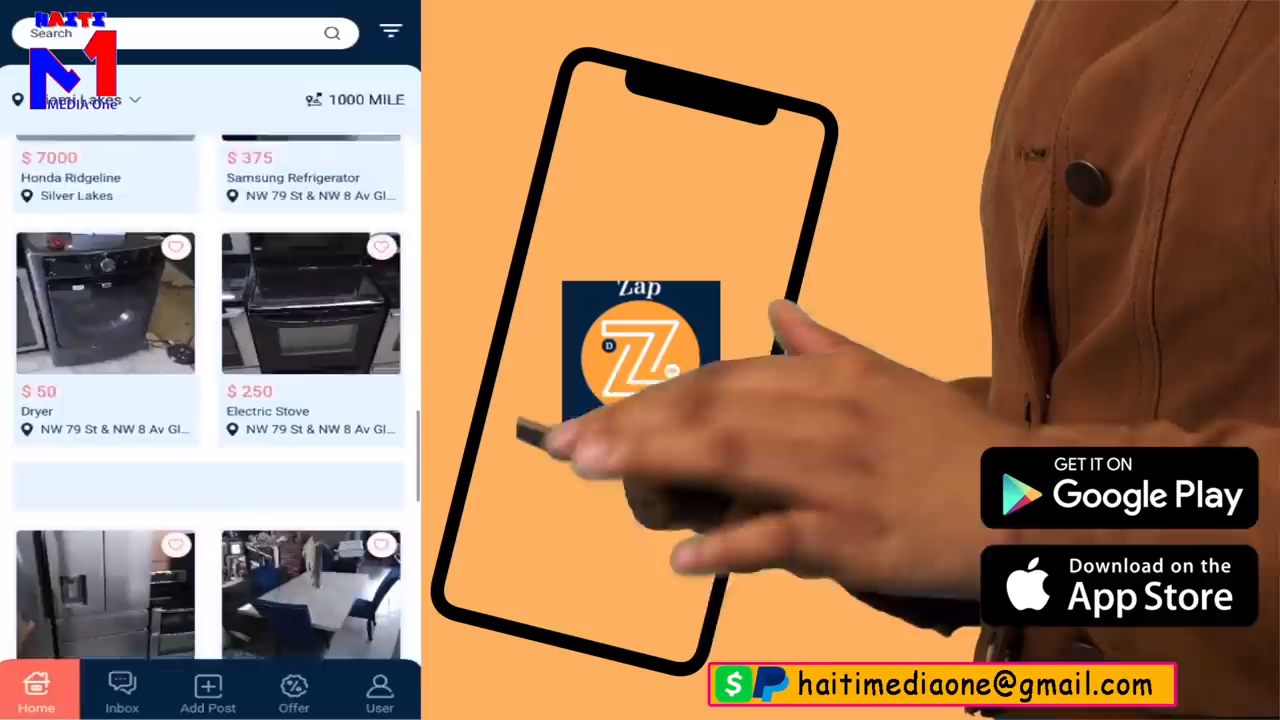 HAITI
Search
M1
MEDIA One
Miami Lakes
1000 MILE
$ 7000
Honda Ridgeline
Silver Lakes
$ 375
Samsung Refrigerator
NW 79 St & NW 8 Av Gl...
$ 50
Dryer
NW 79 St & NW 8 Av Gl...
$ 250
Electric Stove
NW 79 St & NW 8 Av Gl...
Home
Inbox
Add Post
Offer
User
Zap
D
Z
GET IT ON
Google Play
Download on the
App Store
$ P haitimediaone@gmail.com